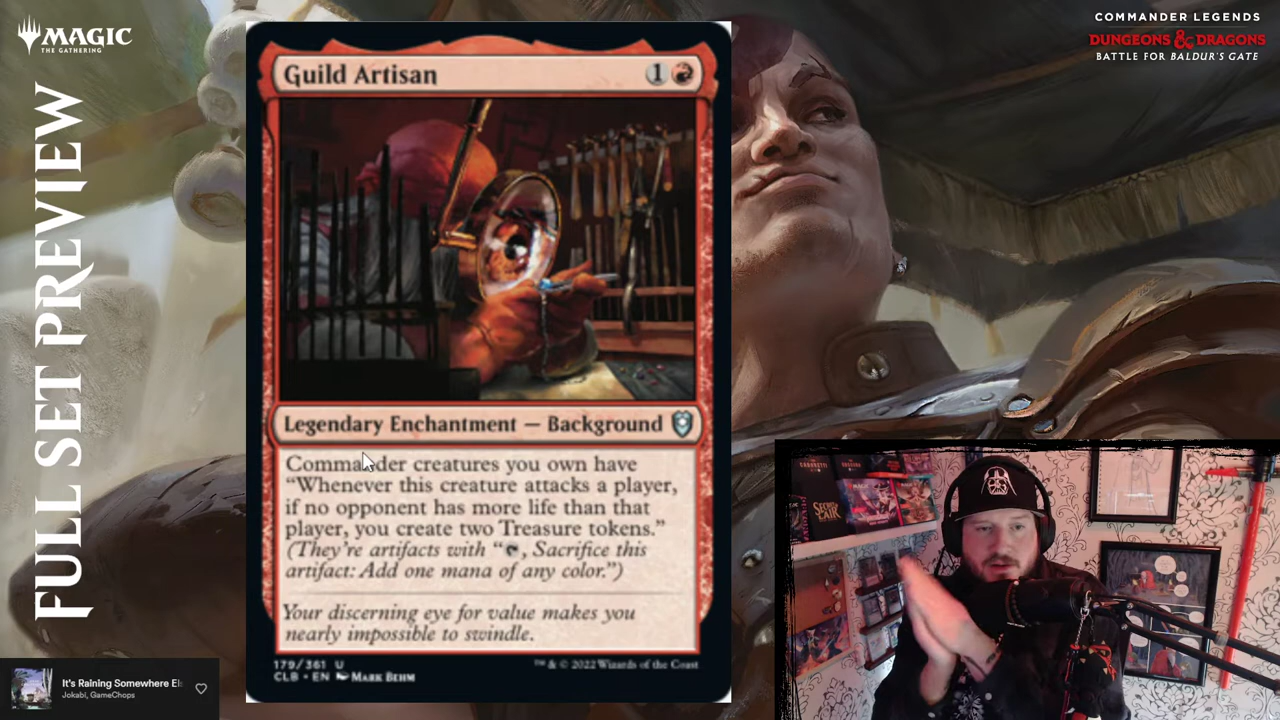 MAGIC
THE GATHERING
FULL SET PREVIEW
COMMANDER LEGENDS
DUNGEONS & DRAGONS
BATTLE FOR BALDUR'S GATE
Guild Artisan
1
Legendary Enchantment — Background
Commander creatures you own have
“Whenever this creature attacks a player,
if no opponent has more life than that
player, you create two Treasure tokens.”
(They're artifacts with “, Sacrifice this
artifact: Add one mana of any color.”)
Your discerning eye for value makes you
nearly impossible to swindle.
179/361 U
CLB • EN MARK BEHM
™ & © 2022 Wizards of the Coast
It's Raining Somewhere El
Jokabi, GameChops
SECRET
LAIR